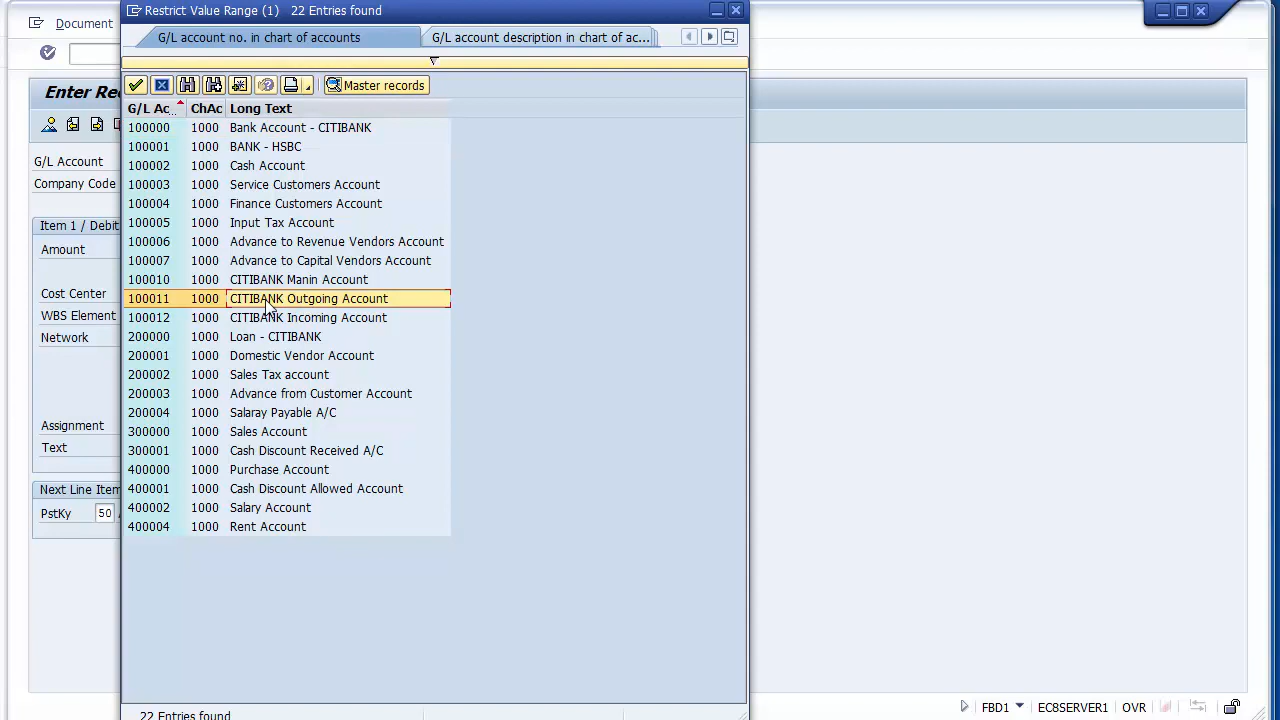 Restrict Value Range (1)   22 Entries found
Document
G/L account no. in chart of accounts
G/L account description in chart of ac...
Enter Rec
Master records
G/L Ac.. ChAc Long Text
100000 1000 Bank Account - CITIBANK
100001 1000 BANK - HSBC
100002 1000 Cash Account
100003 1000 Service Customers Account
100004 1000 Finance Customers Account
100005 1000 Input Tax Account
100006 1000 Advance to Revenue Vendors Account
100007 1000 Advance to Capital Vendors Account
100010 1000 CITIBANK Manin Account
100011 1000 CITIBANK Outgoing Account
100012 1000 CITIBANK Incoming Account
200000 1000 Loan - CITIBANK
200001 1000 Domestic Vendor Account
200002 1000 Sales Tax account
200003 1000 Advance from Customer Account
200004 1000 Salaray Payable A/C
300000 1000 Sales Account
300001 1000 Cash Discount Received A/C
400000 1000 Purchase Account
400001 1000 Cash Discount Allowed Account
400002 1000 Salary Account
400004 1000 Rent Account
22 Entries found
G/L Account
Company Code
Item 1 / Debit
Amount
Cost Center
WBS Element
Network
Assignment
Text
Next Line Item
PstKy 50
FBD1 EC8SERVER1 OVR